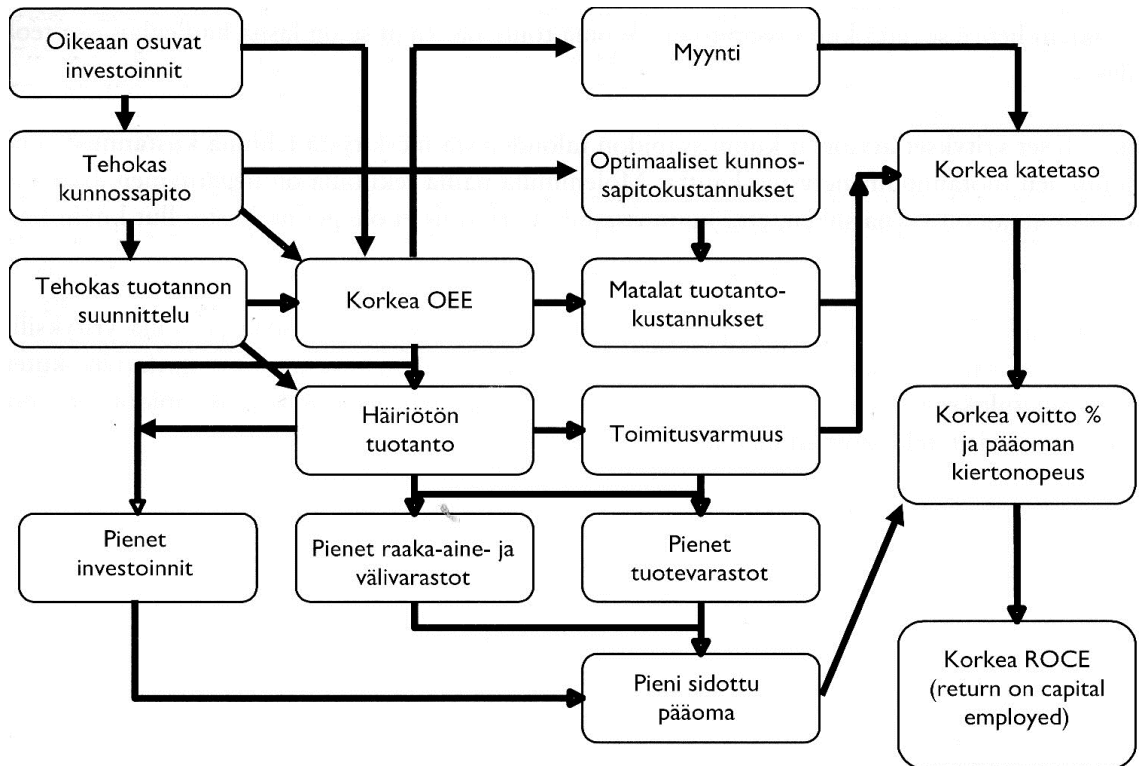 Oikeaan osuvat
investoinnit
Myynti
Tehokas
kunnossapito
Optimaaliset kunnos-
sapitokustannukset
Korkea katetaso
Tehokas tuotannon
suunnittelu
Korkea OEE
Matalat tuotanto-
kustannukset
Häiriötön
tuotanto
Toimitusvarmuus
Korkea voitto %
ja pääoman
kiertonopeus
Pienet
investoinnit
Pienet raaka-aine- ja
välivarastot
Pienet
tuotevarastot
Pieni sidottu
pääoma
Korkea ROCE
(return on capital
employed)